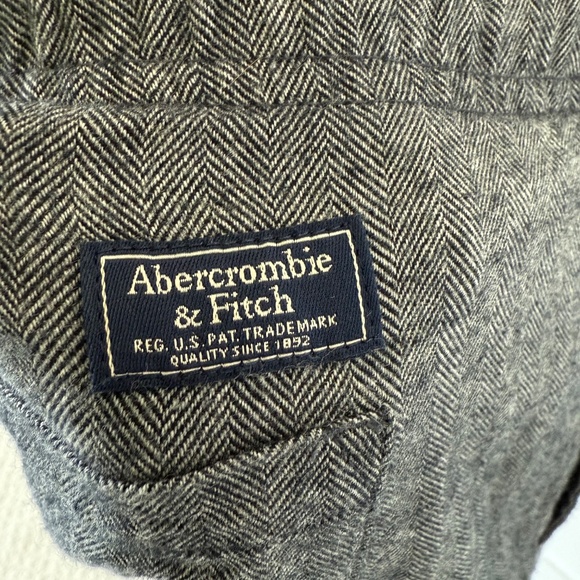 Abercrombie
& Fitch
REG. U.S. PAT. TRADEMARK
QUALITY SINCE 1892